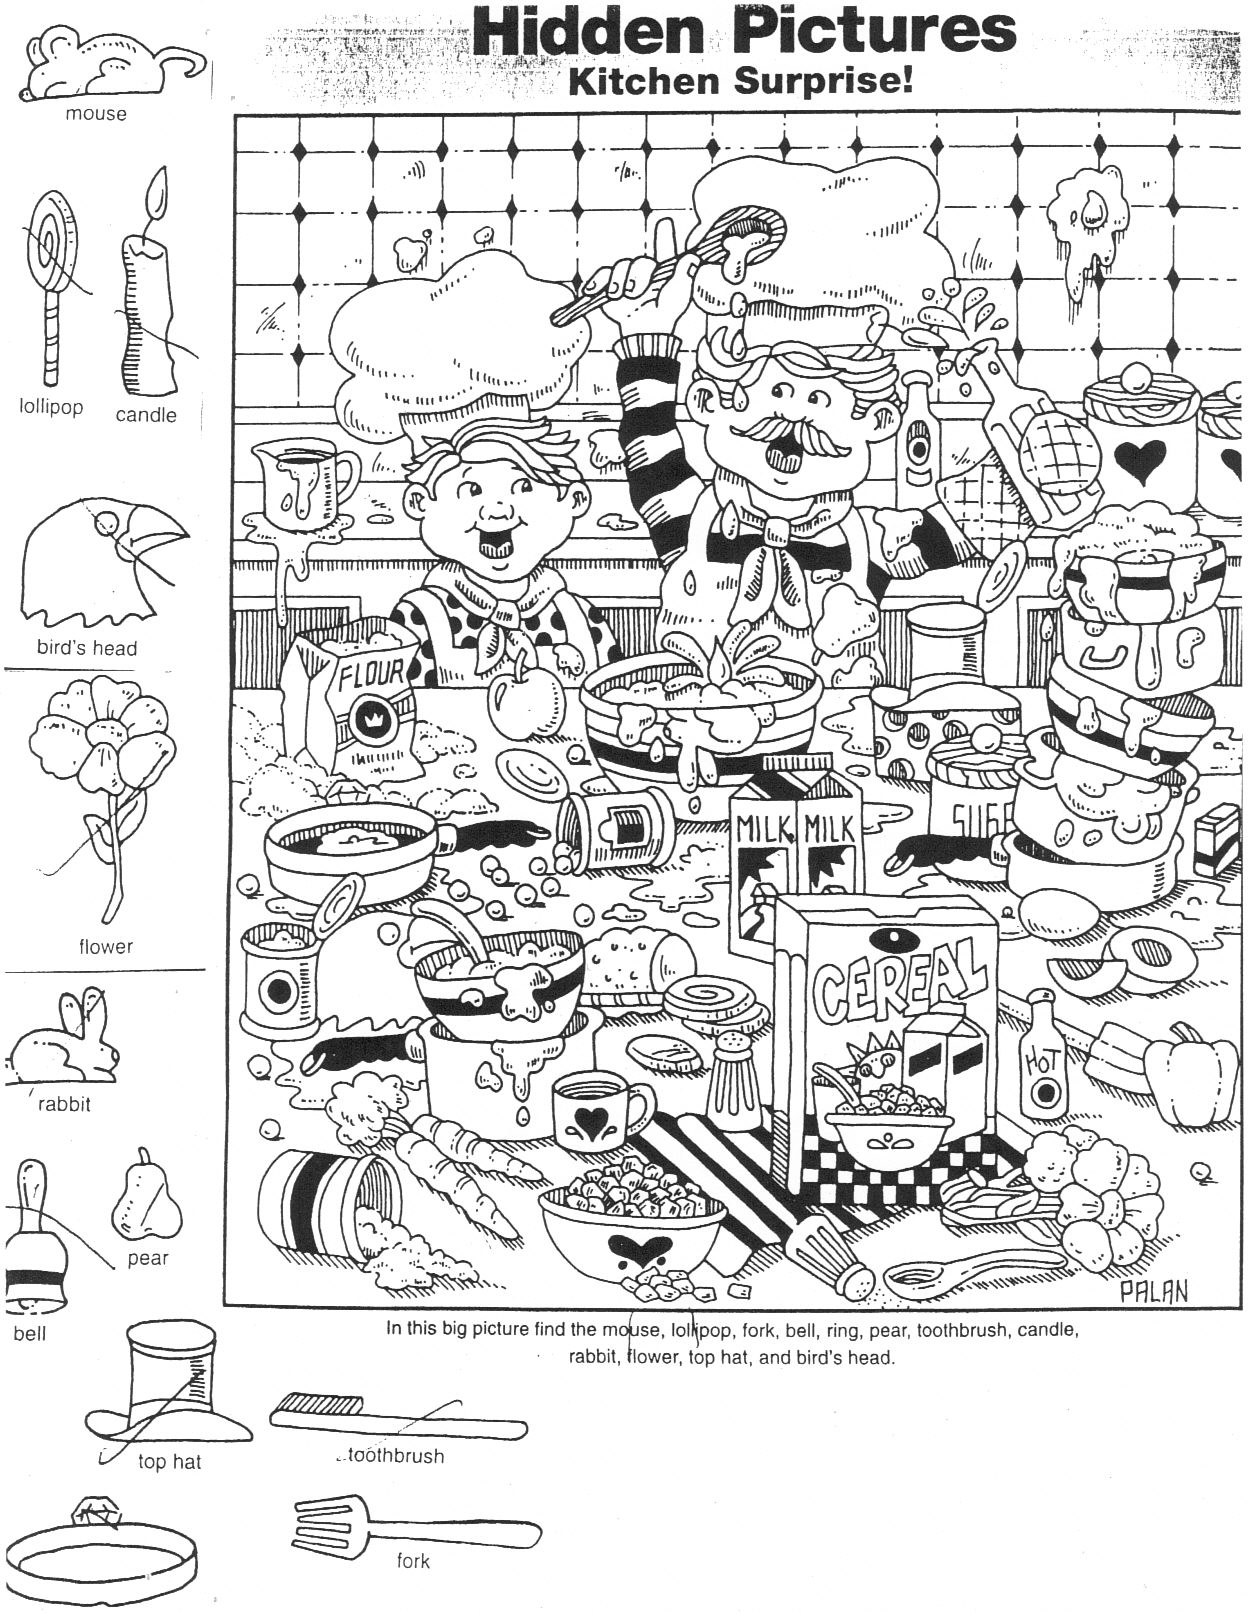 Hidden Pictures
Kitchen Surprise!
mouse
lollipop
candle
bird's head
flower
rabbit
pear
bell
top hat
toothbrush
fork
FLOUR
MILK MILK
CEREAL
HOT
PALAN
In this big picture find the mouse, lollipop, fork, bell, ring, pear, toothbrush, candle,
rabbit, flower, top hat, and bird's head.